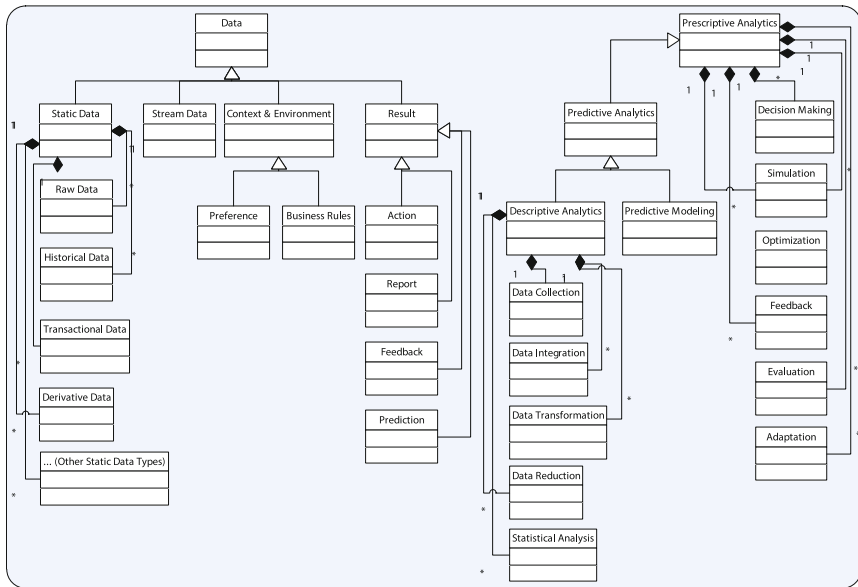 Data
Prescriptive Analytics
1
1
1
1
1
1
*
Static Data
Stream Data
Context & Environment
Result
Predictive Analytics
Decision Making
1
1
1
*
Raw Data
Simulation
*
Preference
Business Rules
Action
Descriptive Analytics
Predictive Modeling
1
*
Historical Data
*
Optimization
Report
1
1
Data Collection
Transactional Data
Feedback
Feedback
*
Data Integration
*
*
*
Evaluation
*
Derivative Data
*
Prediction
Data Transformation
*
*
Adaptation
*
... (Other Static Data Types)
*
Data Reduction
*
Statistical Analysis
*